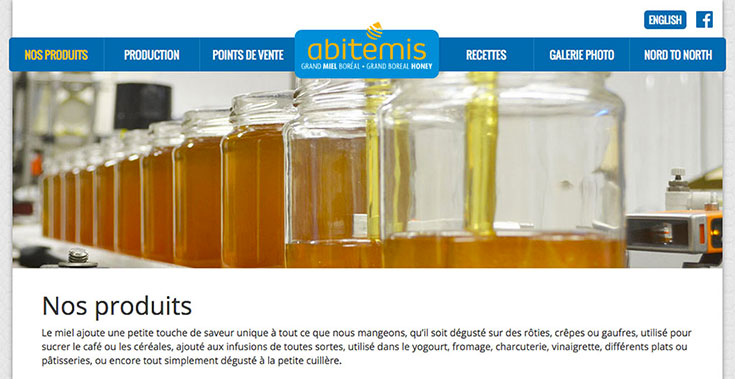 ENGLISH
NOS PRODUITS PRODUCTION POINTS DE VENTE abitemis RECETTES GALERIE PHOTO NORD TO NORTH
GRAND MIEL BORÉAL • GRAND BOREAL HONEY
Nos produits
Le miel ajoute une petite touche de saveur unique à tout ce que nous mangeons, qu'il soit dégusté sur des rôties, crêpes ou gaufres, utilisé pour
sucrer le café ou les céréales, ajouté aux infusions de toutes sortes, utilisé dans le yogourt, fromage, charcuterie, vinaigrette, différents plats ou
pâtisseries, ou encore tout simplement dégusté à la petite cuillère.